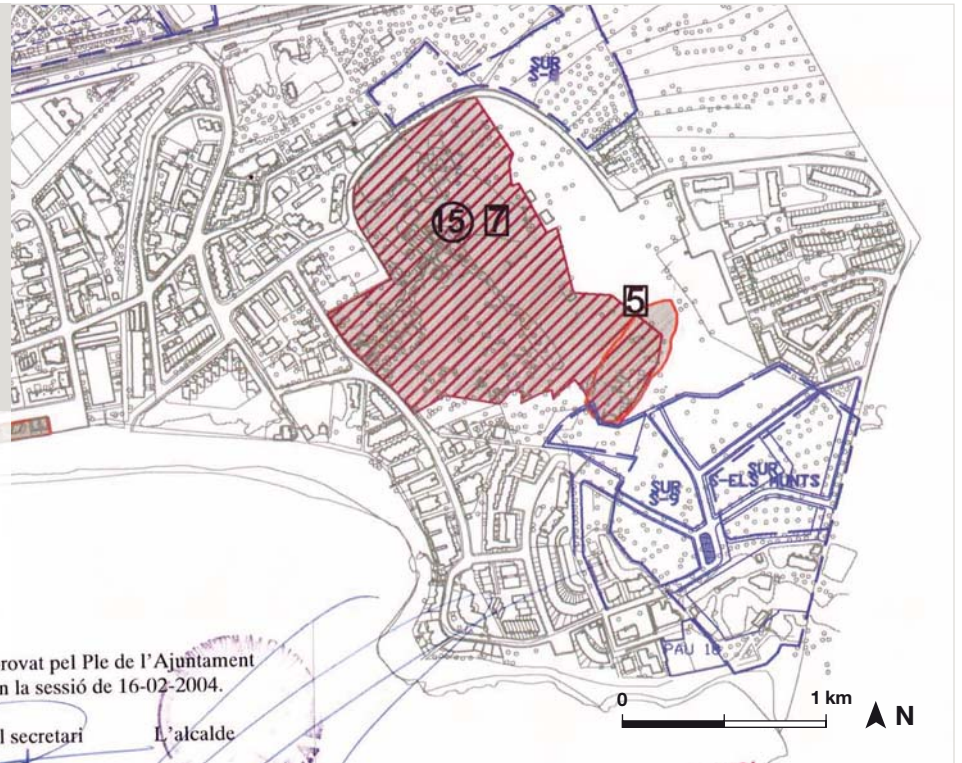 SUR
S-8
15 7
5
SUR
S-9
SUR
S-ELS MUNTS
PAU
rovat pel Ple de l'Ajuntament
n la sessió de 16-02-2004.
l secretari L'alcalde
0 1 km
N